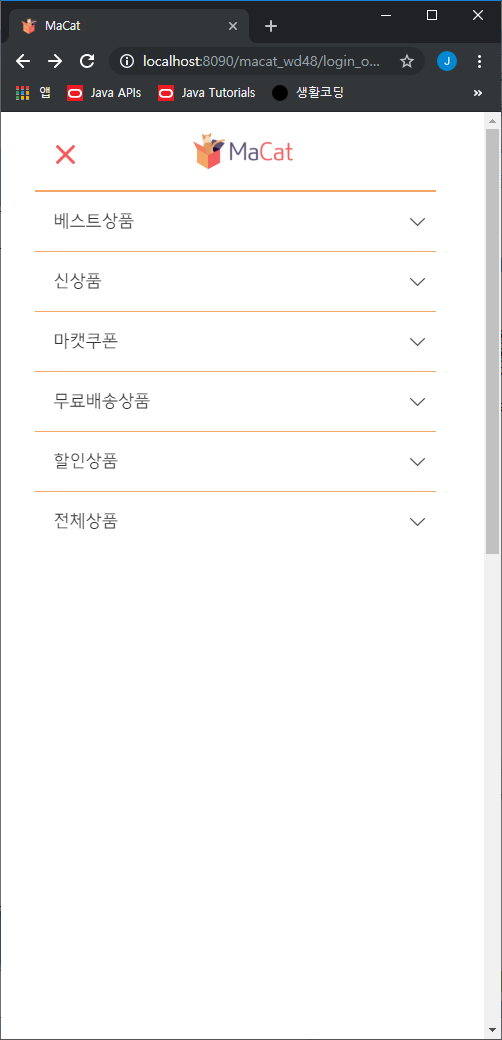 MaCat
localhost:8090/macat_wd48/login_o...
J
앱 Java APIs Java Tutorials 생활코딩 »
MaCat
베스트상품
신상품
마캣쿠폰
무료배송상품
할인상품
전체상품